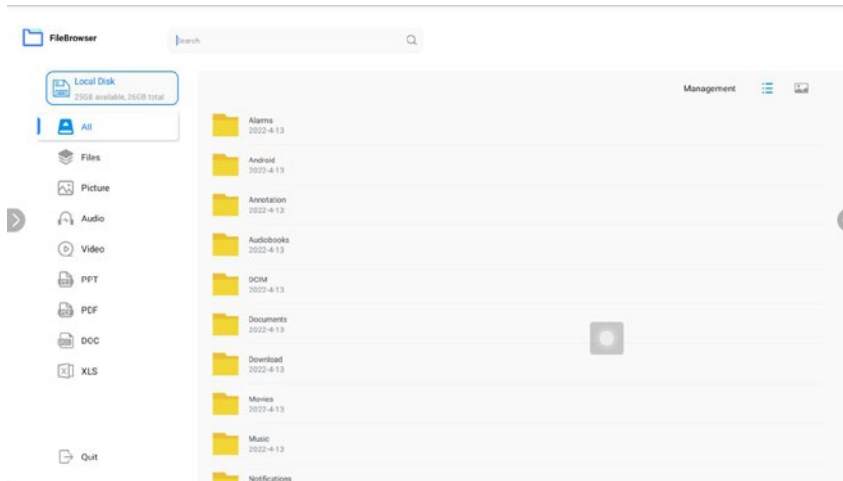 FileBrowser
Search
Local Disk
25GB available, 26GB total
Management
All
Files
Picture
Audio
Video
PPT
PDF
DOC
XLS
Quit
Alarms
2022-4-13
Android
2022-4-13
Annotation
2022-4-13
Audiobooks
2022-4-13
DCIM
2022-4-13
Documents
2022-4-13
Download
2022-4-13
Movies
2022-4-13
Music
2022-4-13
Notifications